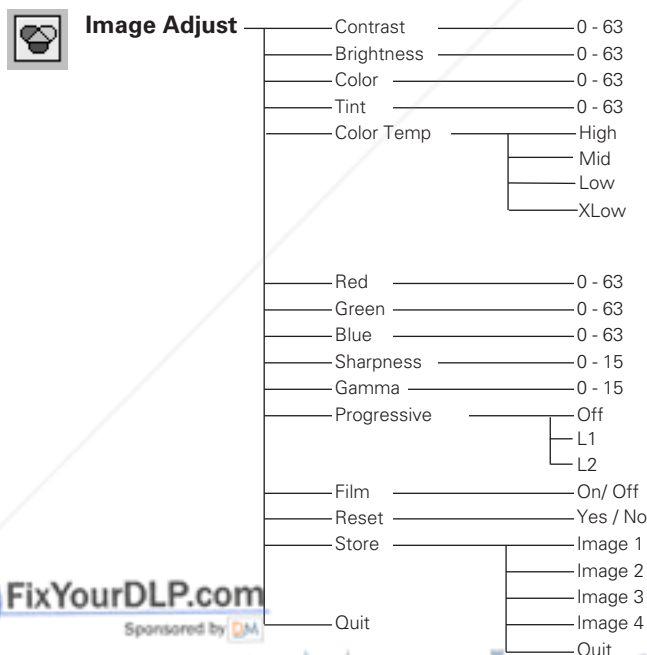 Image Adjust Contrast 0 - 63
Brightness 0 - 63
Color 0 - 63
Tint 0 - 63
Color Temp High
Mid
Low
XLow
Red 0 - 63
Green 0 - 63
Blue 0 - 63
Sharpness 0 - 15
Gamma 0 - 15
Progressive Off
L1
L2
Film On/ Off
Reset Yes / No
Store Image 1
Image 2
Image 3
FixYourDLP.com
Quit Image 4
Sponsored by DM
Quit